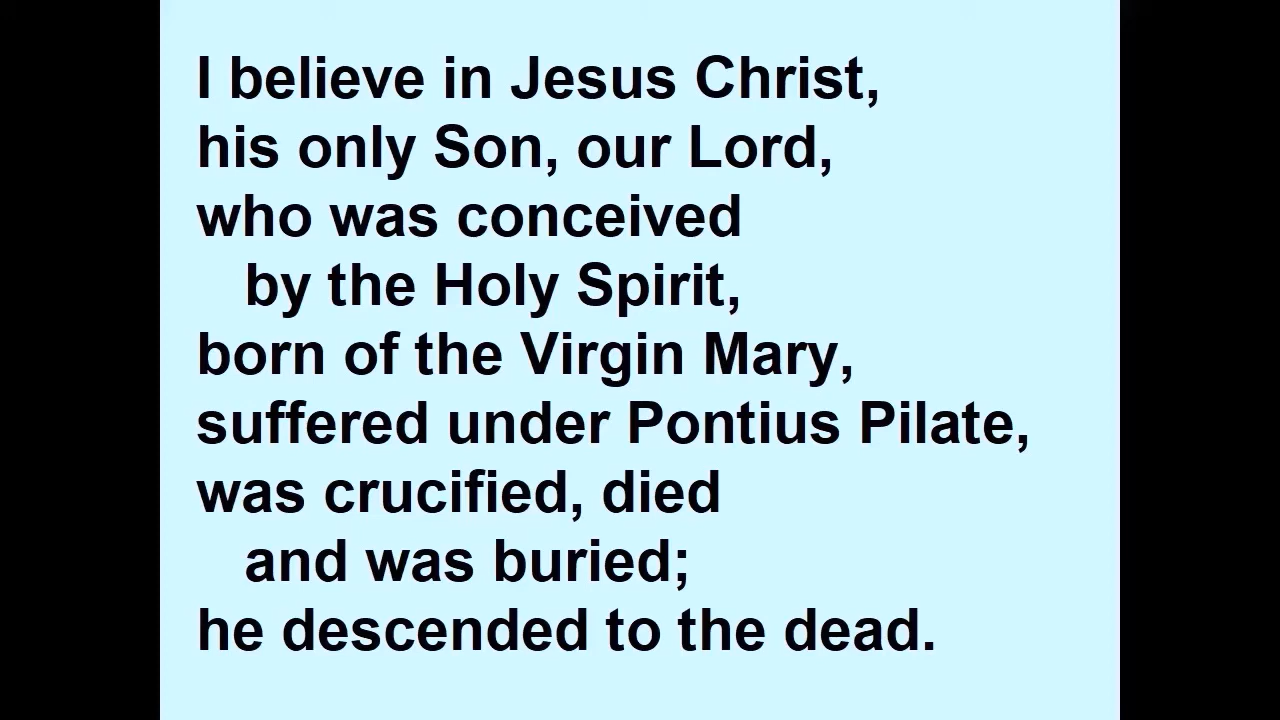 I believe in Jesus Christ,
his only Son, our Lord,
who was conceived
by the Holy Spirit,
born of the Virgin Mary,
suffered under Pontius Pilate,
was crucified, died
and was buried;
he descended to the dead.